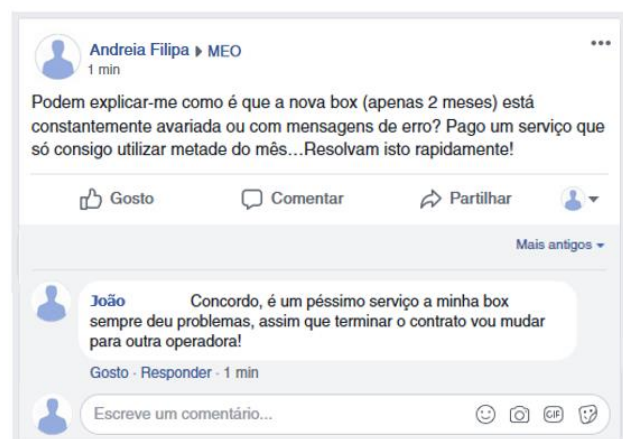 Andreia Filipa ▸ MEO
1 min
Podem explicar-me como é que a nova box (apenas 2 meses) está
constantemente avariada ou com mensagens de erro? Pago um serviço que
só consigo utilizar metade do mês...Resolvam isto rapidamente!
Gosto Comentar Partilhar
Mais antigos
João Concordo, é um péssimo serviço a minha box
sempre deu problemas, assim que terminar o contrato vou mudar
para outra operadora!
Gosto · Responder · 1 min
Escreve um comentário... GIF